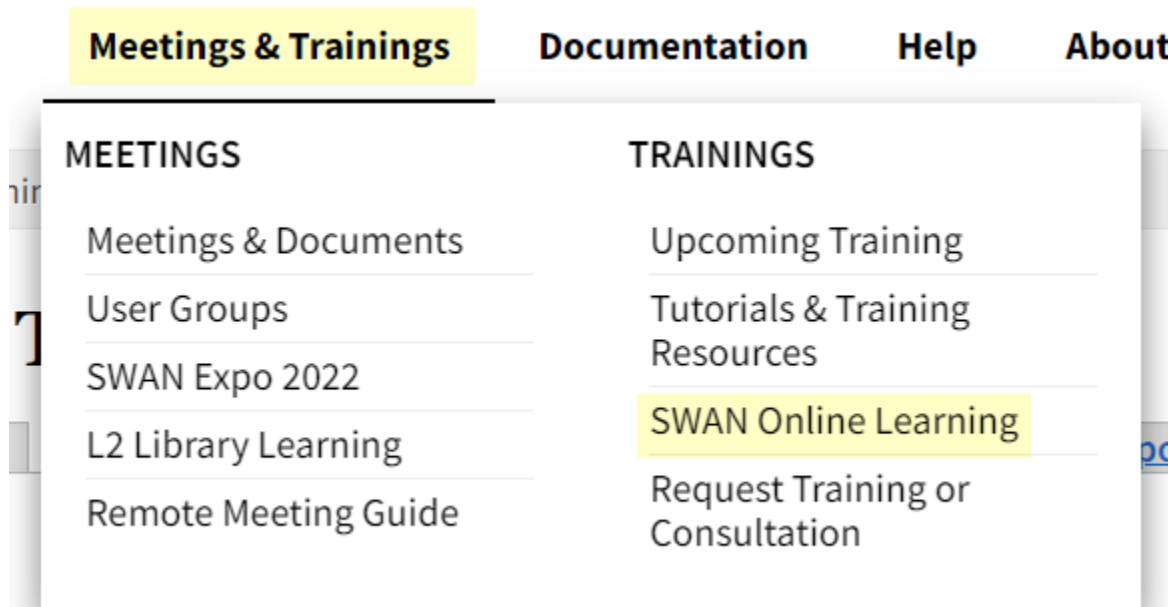 Meetings & Trainings Documentation Help About
MEETINGS
Meetings & Documents
User Groups
SWAN Expo 2022
L2 Library Learning
Remote Meeting Guide
TRAININGS
Upcoming Training
Tutorials & Training
Resources
SWAN Online Learning
Request Training or
Consultation